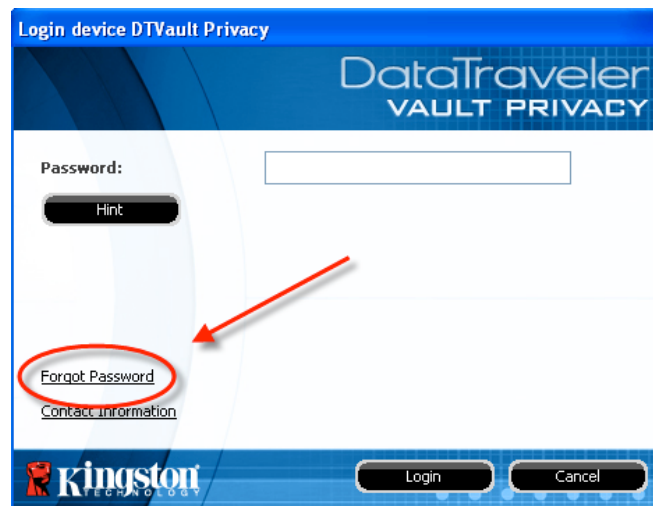 Login device DTVault Privacy
DataTraveler
VAULT PRIVACY
Password:
Hint
Forgot Password
Contact Information
Kingston
TECHNOLOGY
Login
Cancel